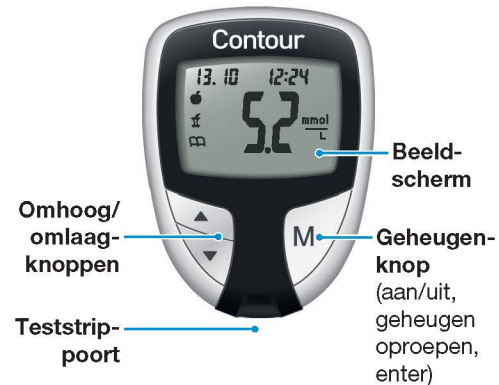 Contour
13.10 12:24
5.2 mmol
L
Beeld-
scherm
Omhoog/
omlaag-
knoppen
M
Geheugen-
knop
(aan/uit,
geheugen
oproepen,
enter)
Teststrip-
poort